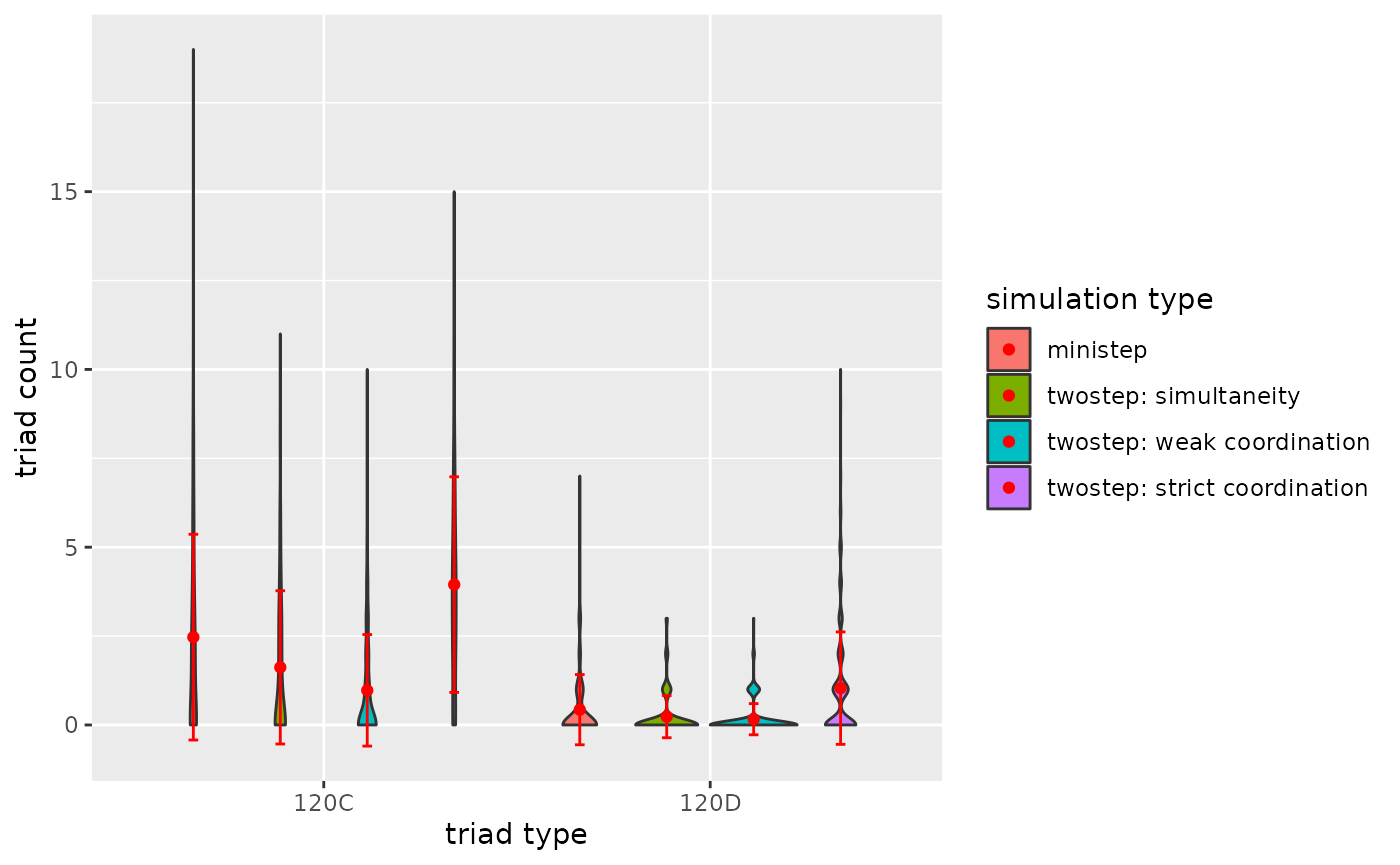 triad count
15
10
5
0
120C
120D
triad type
simulation type
ministep
twostep: simultaneity
twostep: weak coordination
twostep: strict coordination